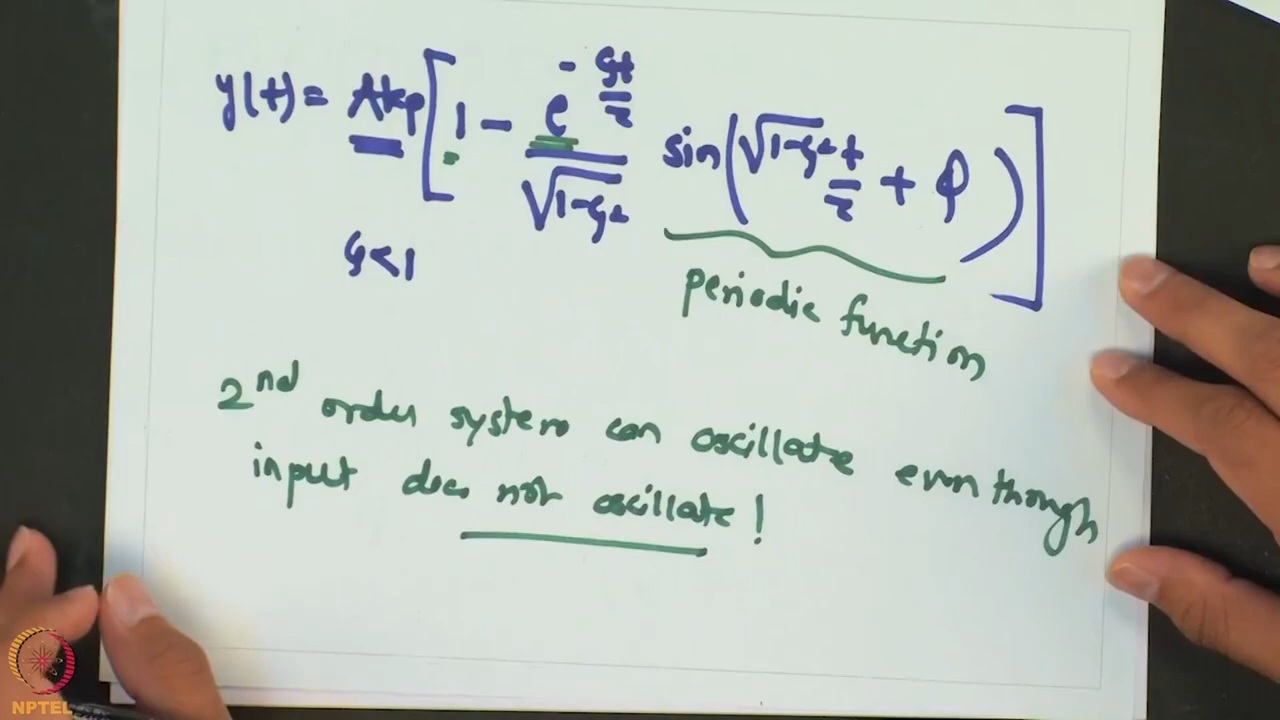 y(t) = Akp [ 1 - e^(-ζt/τ) / √(1-ζ²) sin( √(1-ζ²) t/τ + φ ) ]
ζ<1
periodic function
2nd order system can oscillate even though
input does not oscillate!
NPTEL